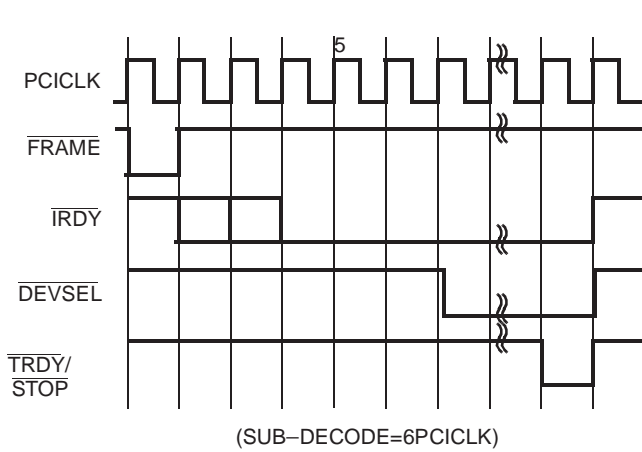 5
PCICLK
FRAME
IRDY
DEVSEL
TRDY/
STOP
(SUB–DECODE=6PCICLK)